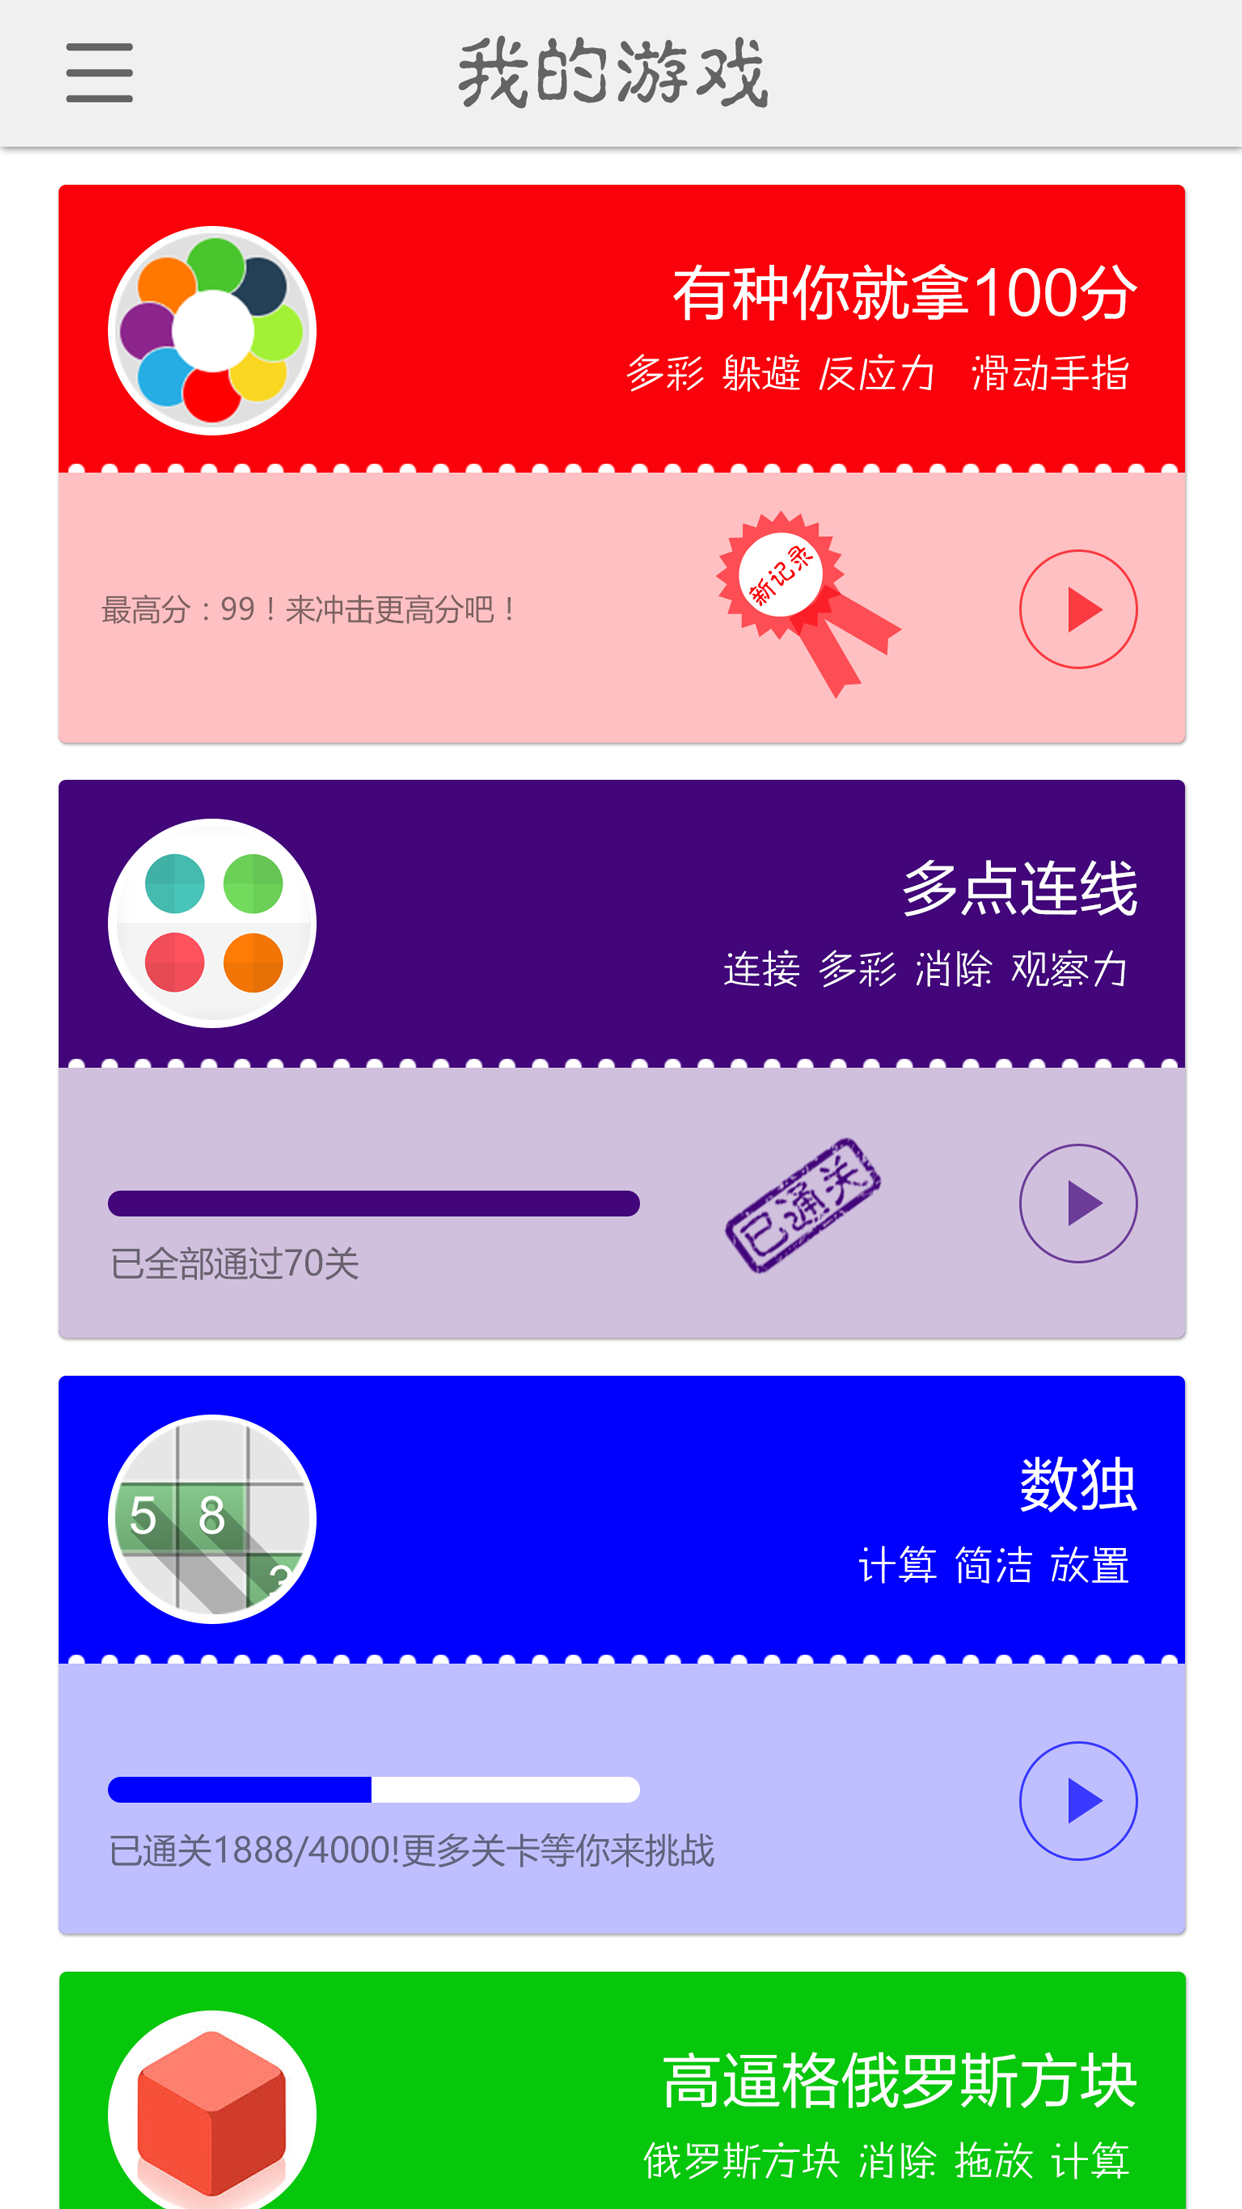 我的游戏
有种你就拿100分
多彩 躲避 反应力 滑动手指
新记录
最高分：99！来冲击更高分吧！
多点连线
连接 多彩 消除 观察力
已通关
已全部通过70关
数独
计算 简洁 放置
5 8
3
已通关1888/4000!更多关卡等你来挑战
高逼格俄罗斯方块
俄罗斯方块 消除 拖放 计算